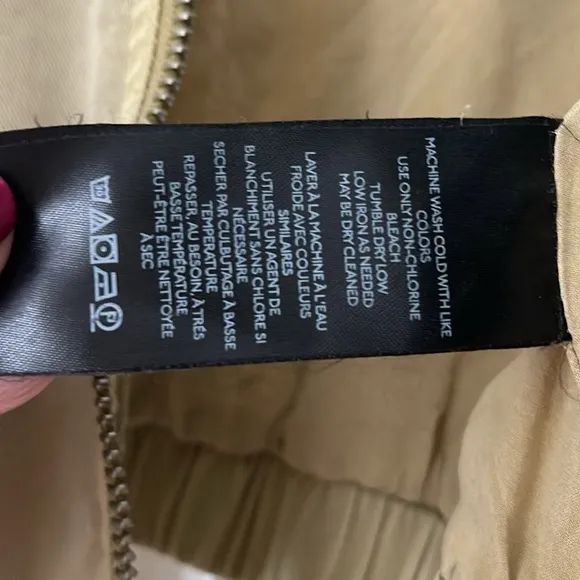 MACHINE WASH COLD WITH LIKE
COLORS
USE ONLY NON-CHLORINE
BLEACH
TUMBLE DRY LOW
LOW IRON AS NEEDED
MAY BE DRY CLEANED
LAVER À LA MACHINE À L'EAU
FROIDE AVEC COULEURS
SIMILAIRES
UTILISER UN AGENT DE
BLANCHIMENT SANS CHLORE SI
NÉCESSAIRE
SECHER PAR CULBUTAGE À BASSE
TEMPÉRATURE
REPASSER, AU BESOIN, À TRÈS
BASSE TEMPÉRATURE
PEUT-ÊTRE ÊTRE NETTOYÉE
À SEC
P